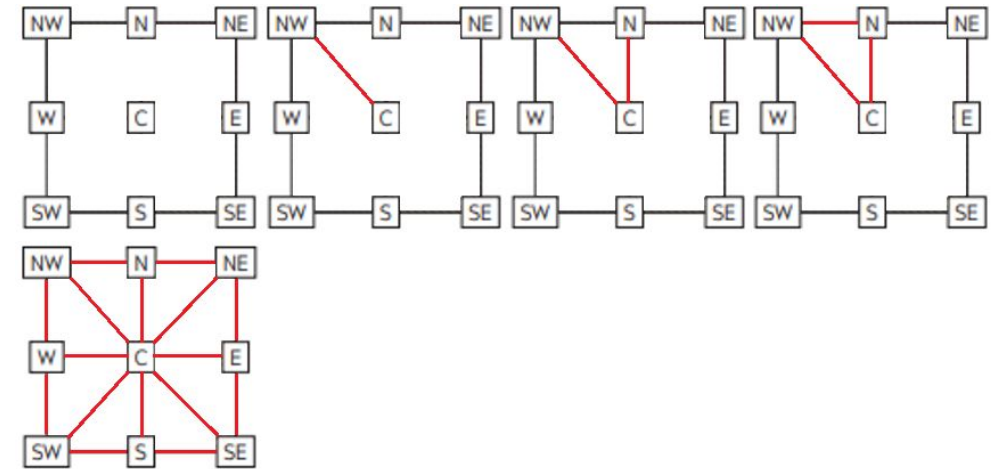 NW N NE NW N NE NW N NE NW N NE
W C E W C E W C E W C E
SW S SE SW S SE SW S SE SW S SE
NW N NE
W C E
SW S SE